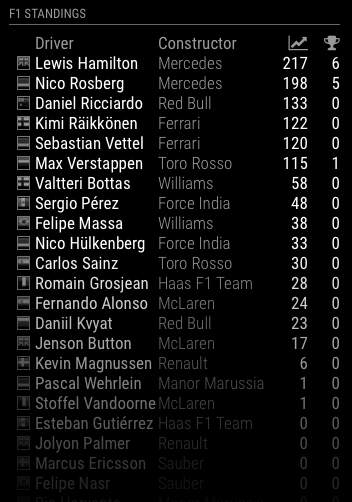 F1 STANDINGS
Driver Constructor
Lewis Hamilton Mercedes 217 6
Nico Rosberg Mercedes 198 5
Daniel Ricciardo Red Bull 133 0
Kimi Räikkönen Ferrari 122 0
Sebastian Vettel Ferrari 120 0
Max Verstappen Toro Rosso 115 1
Valtteri Bottas Williams 58 0
Sergio Pérez Force India 48 0
Felipe Massa Williams 38 0
Nico Hülkenberg Force India 33 0
Carlos Sainz Toro Rosso 30 0
Romain Grosjean Haas F1 Team 28 0
Fernando Alonso McLaren 24 0
Daniil Kvyat Red Bull 23 0
Jenson Button McLaren 17 0
Kevin Magnussen Renault 6 0
Pascal Wehrlein Manor Marussia 1 0
Stoffel Vandoorne McLaren 1 0
Esteban Gutiérrez Haas F1 Team 0 0
Jolyon Palmer Renault 0 0
Marcus Ericsson Sauber 0 0
Felipe Nasr Sauber 0 0